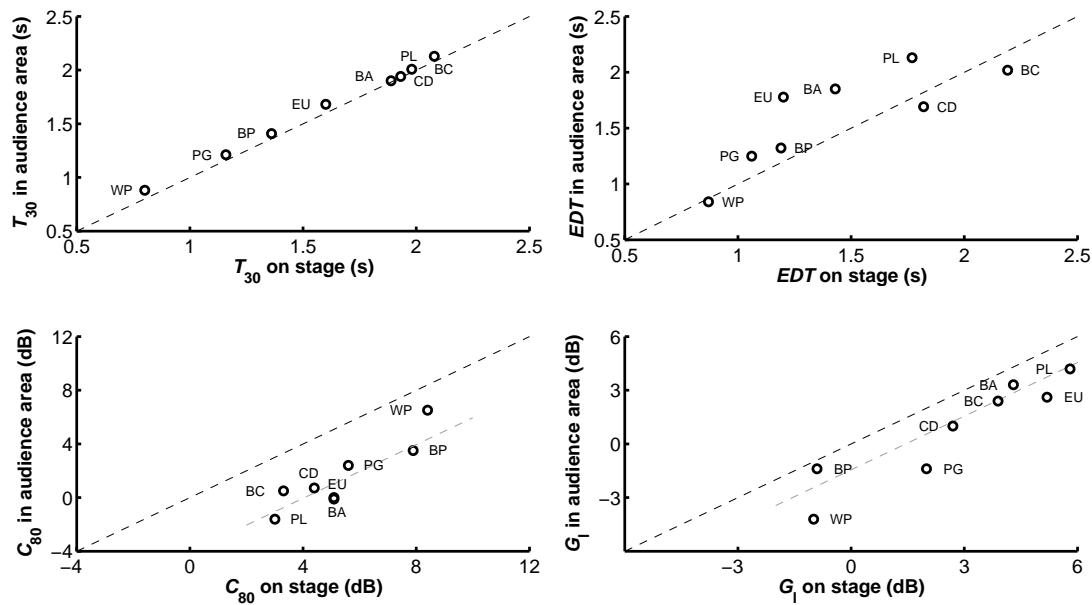 2.5
2
1.5
1
0.5
0.5
1
1.5
2
2.5
T30 in audience area (s)
T30 on stage (s)
WP
PG
BP
EU
BA
PL
CD
BC
2.5
2
1.5
1
0.5
0.5
1
1.5
2
2.5
EDT in audience area (s)
EDT on stage (s)
WP
PG
BP
EU
BA
PL
CD
BC
12
8
4
0
−4
−4
0
4
8
12
C80 in audience area (dB)
C80 on stage (dB)
WP
BP
PG
CD
EU
BC
BA
PL
6
3
0
−3
−3
0
3
6
Gl in audience area (dB)
Gl on stage (dB)
PL
BA
BC
EU
CD
BP
PG
WP